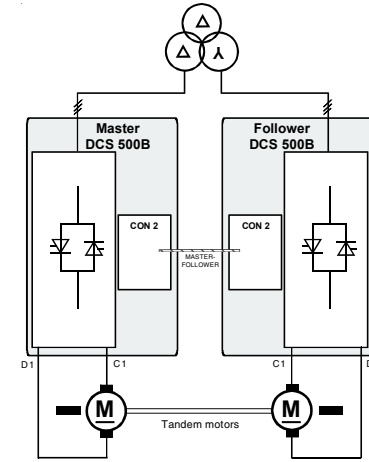 Master
DCS 500B
Follower
DCS 500B
CON 2
CON 2
MASTER-
FOLLOWER
D1
C1
C1
D
M
M
Tandem motors